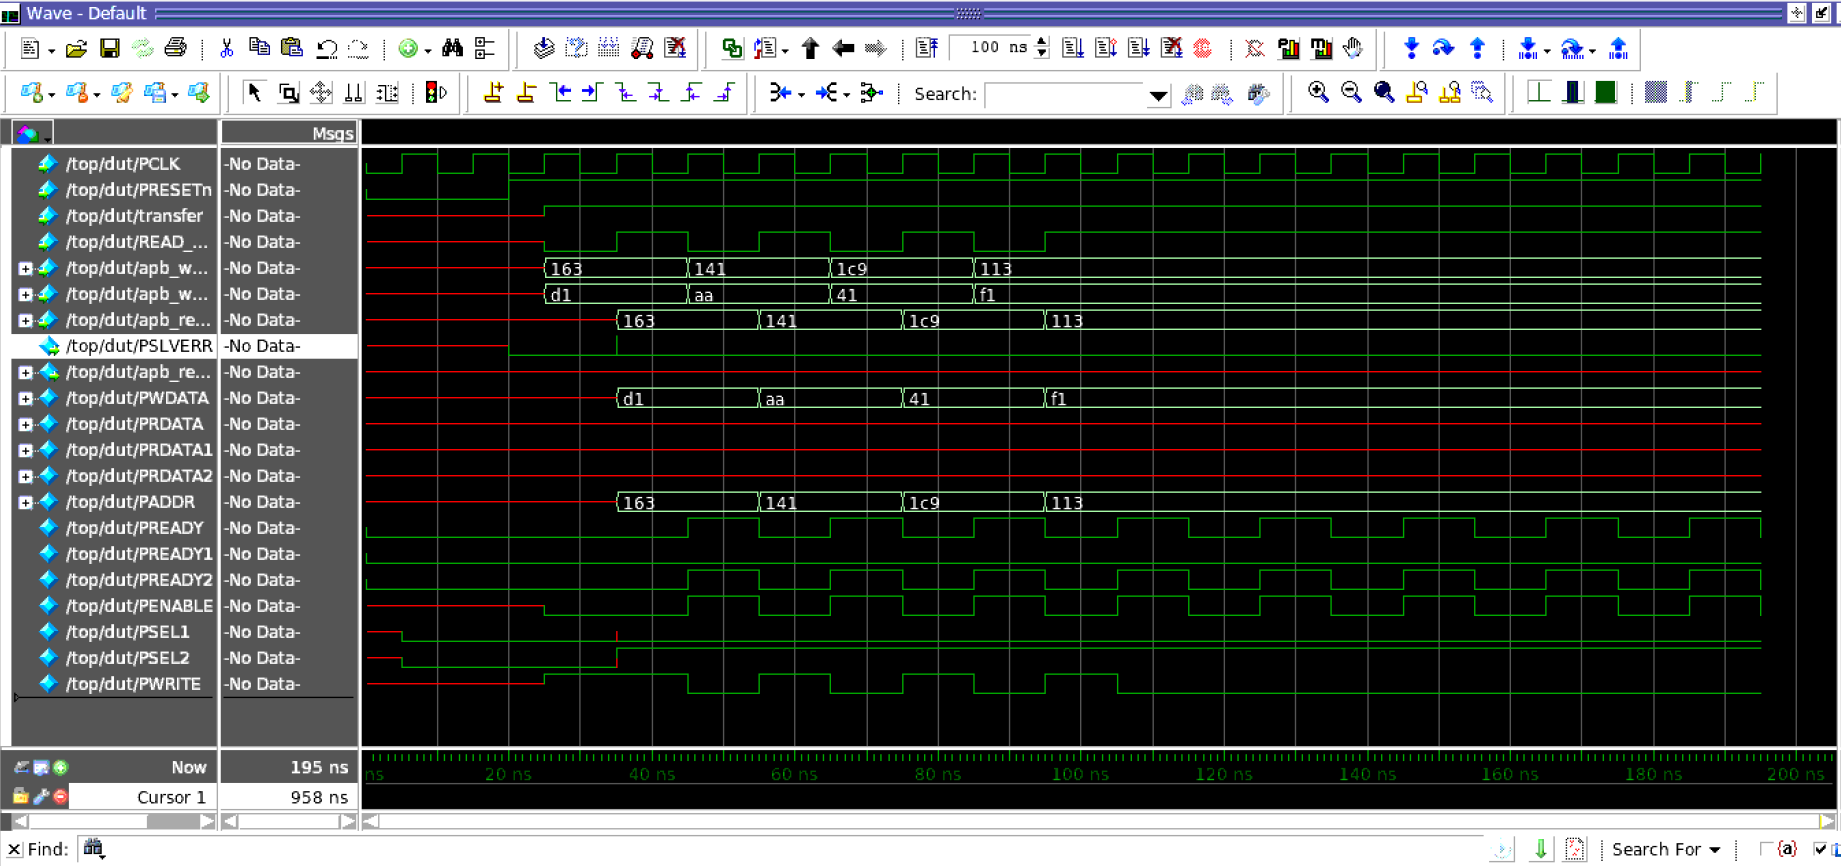 Wave - Default
100 ns
Search:
Msgs
/top/dut/PCLK -No Data-
/top/dut/PRESETn -No Data-
/top/dut/transfer -No Data-
/top/dut/READ_... -No Data-
/top/dut/apb_w... -No Data- 163 141 1c9 113
/top/dut/apb_w... -No Data- d1 aa 41 f1
/top/dut/apb_re... -No Data- 163 141 1c9 113
/top/dut/PSLVERR -No Data-
/top/dut/apb_re... -No Data-
/top/dut/PWDATA -No Data- d1 aa 41 f1
/top/dut/PRDATA -No Data-
/top/dut/PRDATA1 -No Data-
/top/dut/PRDATA2 -No Data-
/top/dut/PADDR -No Data- 163 141 1c9 113
/top/dut/PREADY -No Data-
/top/dut/PREADY1 -No Data-
/top/dut/PREADY2 -No Data-
/top/dut/PENABLE -No Data-
/top/dut/PSEL1 -No Data-
/top/dut/PSEL2 -No Data-
/top/dut/PWRITE -No Data-
Now 195 ns ns 20 ns 40 ns 60 ns 80 ns 100 ns 120 ns 140 ns 160 ns 180 ns 200 ns
Cursor 1 958 ns
Find: Search For {a}